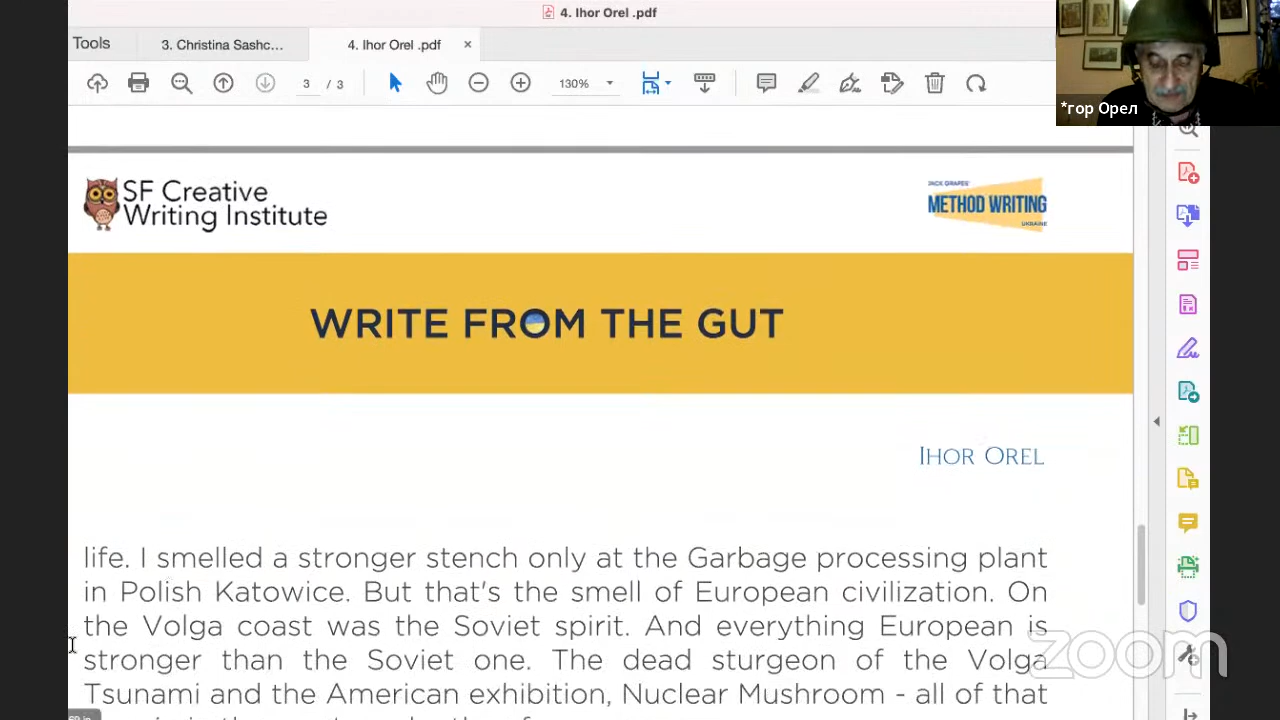 4. Ihor Orel .pdf
Tools
3. Christina Sashc...
4. Ihor Orel .pdf
×
3 / 3
130%
*гор Орел
SF Creative
Writing Institute
JACK GRAPES'
METHOD WRITING
UKRAINE
WRITE FROM THE GUT
IHOR OREL
life. I smelled a stronger stench only at the Garbage processing plant
in Polish Katowice. But that's the smell of European civilization. On
the Volga coast was the Soviet spirit. And everything European is
stronger than the Soviet one. The dead sturgeon of the Volga
Tsunami and the American exhibition, Nuclear Mushroom - all of that
zoom